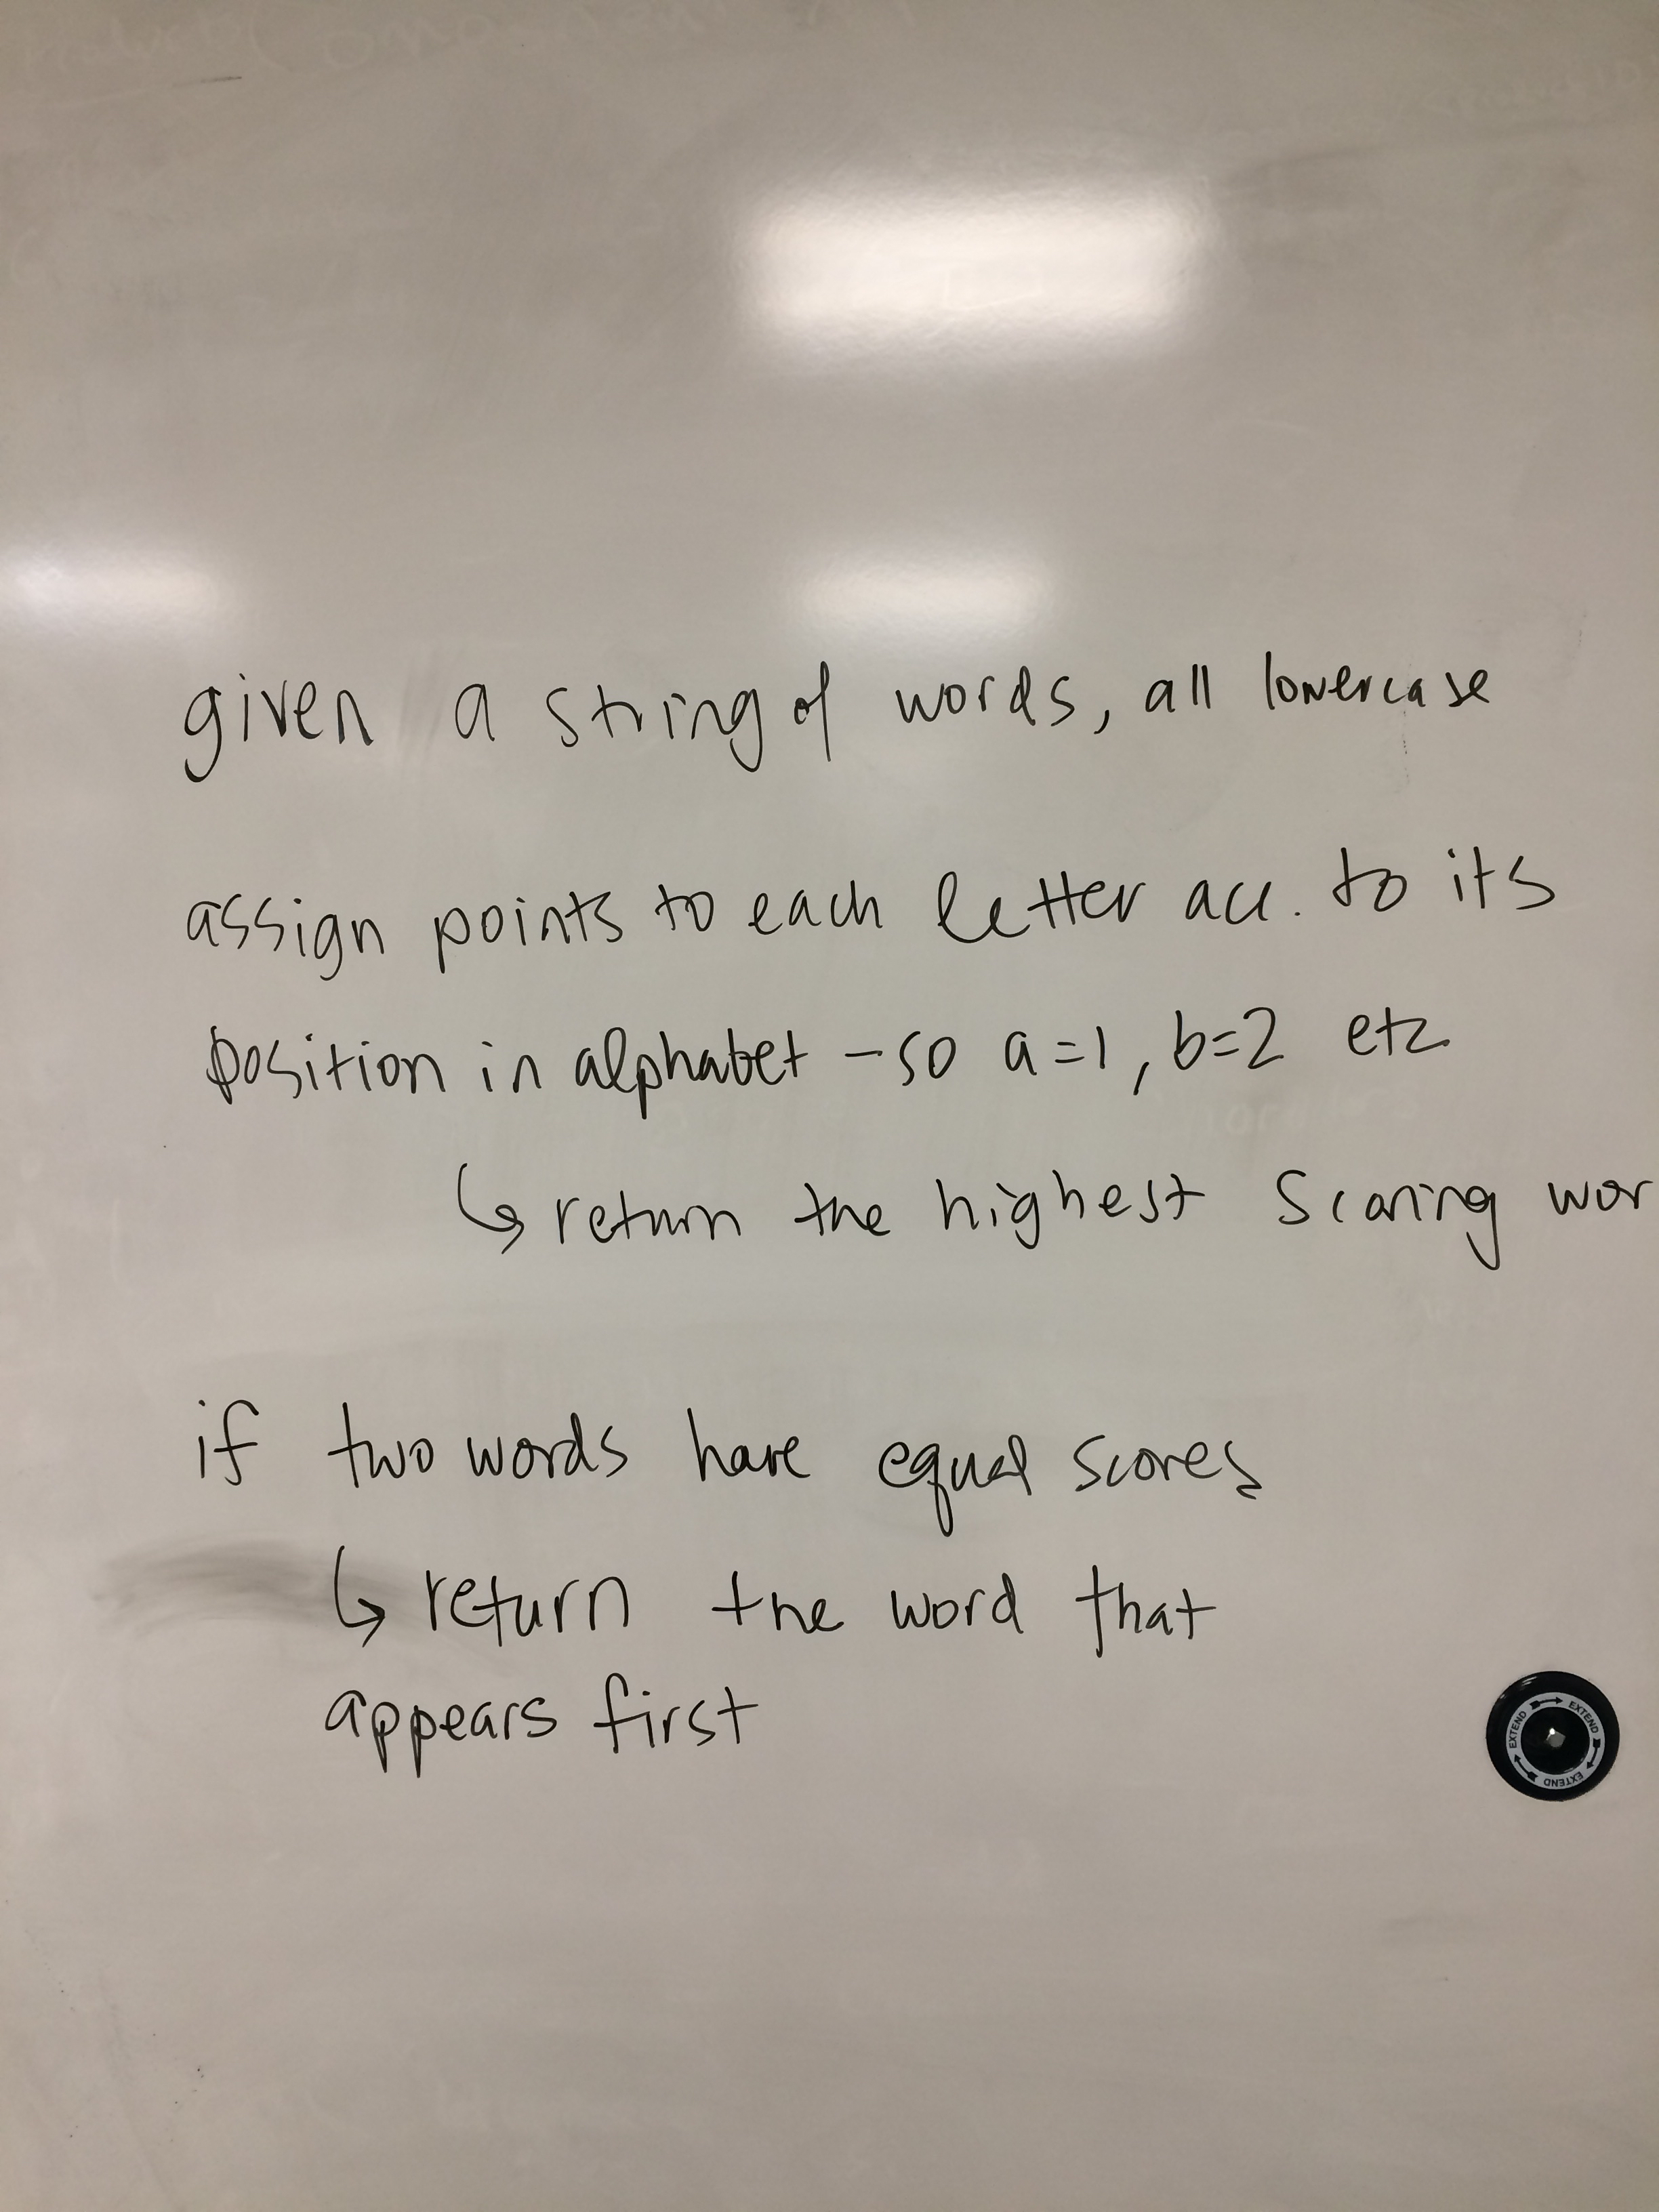 given a string of words, all lowercase
assign points to each letter acc. to its
position in alphabet - so a=1, b=2 etc
↳ return the highest scoring wor
if two words have equal scores
↳ return the word that
appears first
EXTEND EXTEND EXTEND EXTEND